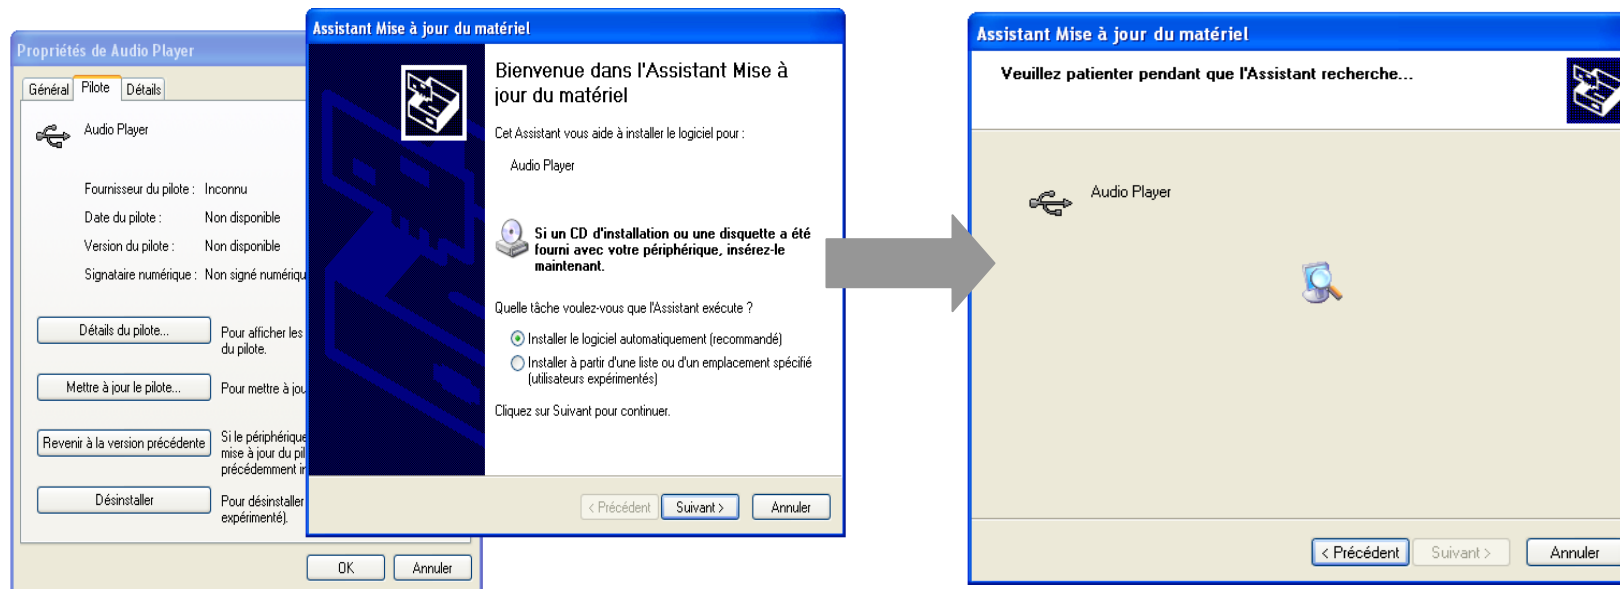 Propriétés de Audio Player
Général Pilote Détails
Audio Player
Fournisseur du pilote : Inconnu
Date du pilote : Non disponible
Version du pilote : Non disponible
Signataire numérique : Non signé numériqu
Détails du pilote...
Pour afficher les
du pilote.
Mettre à jour le pilote...
Pour mettre à jou
Revenir à la version précédente
Si le périphérique
mise à jour du pil
précédemment in
Désinstaller
Pour désinstaller
expérimenté).
OK Annuler
Assistant Mise à jour du matériel
Bienvenue dans l'Assistant Mise à
jour du matériel
Cet Assistant vous aide à installer le logiciel pour :
Audio Player
Si un CD d'installation ou une disquette a été
fourni avec votre périphérique, insérez-le
maintenant.
Quelle tâche voulez-vous que l'Assistant exécute ?
Installer le logiciel automatiquement (recommandé)
Installer à partir d'une liste ou d'un emplacement spécifié
(utilisateurs expérimentés)
Cliquez sur Suivant pour continuer.
< Précédent Suivant > Annuler
Assistant Mise à jour du matériel
Veuillez patienter pendant que l'Assistant recherche...
Audio Player
< Précédent Suivant > Annuler